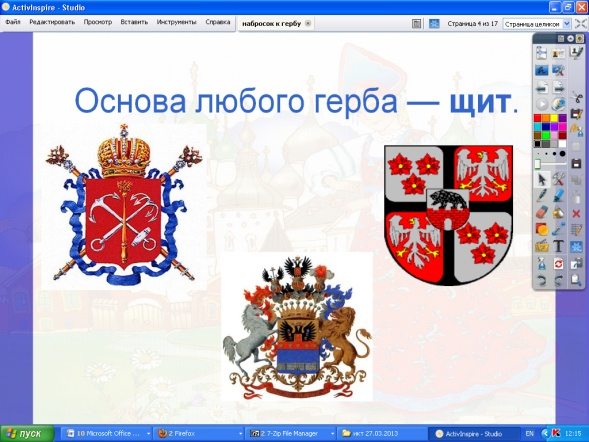 ActivInspire - Studio
Файл Редактировать Просмотр Вставить Инструменты Справка
набросок к гербу
Страница 4 из 17
Страница целиком
Основа любого герба — щит.
пуск
10 Microsoft Office ...
2 Firefox
2 7-Zip File Manager
икт 27.03.2013
ActivInspire - Studio
EN
12:15